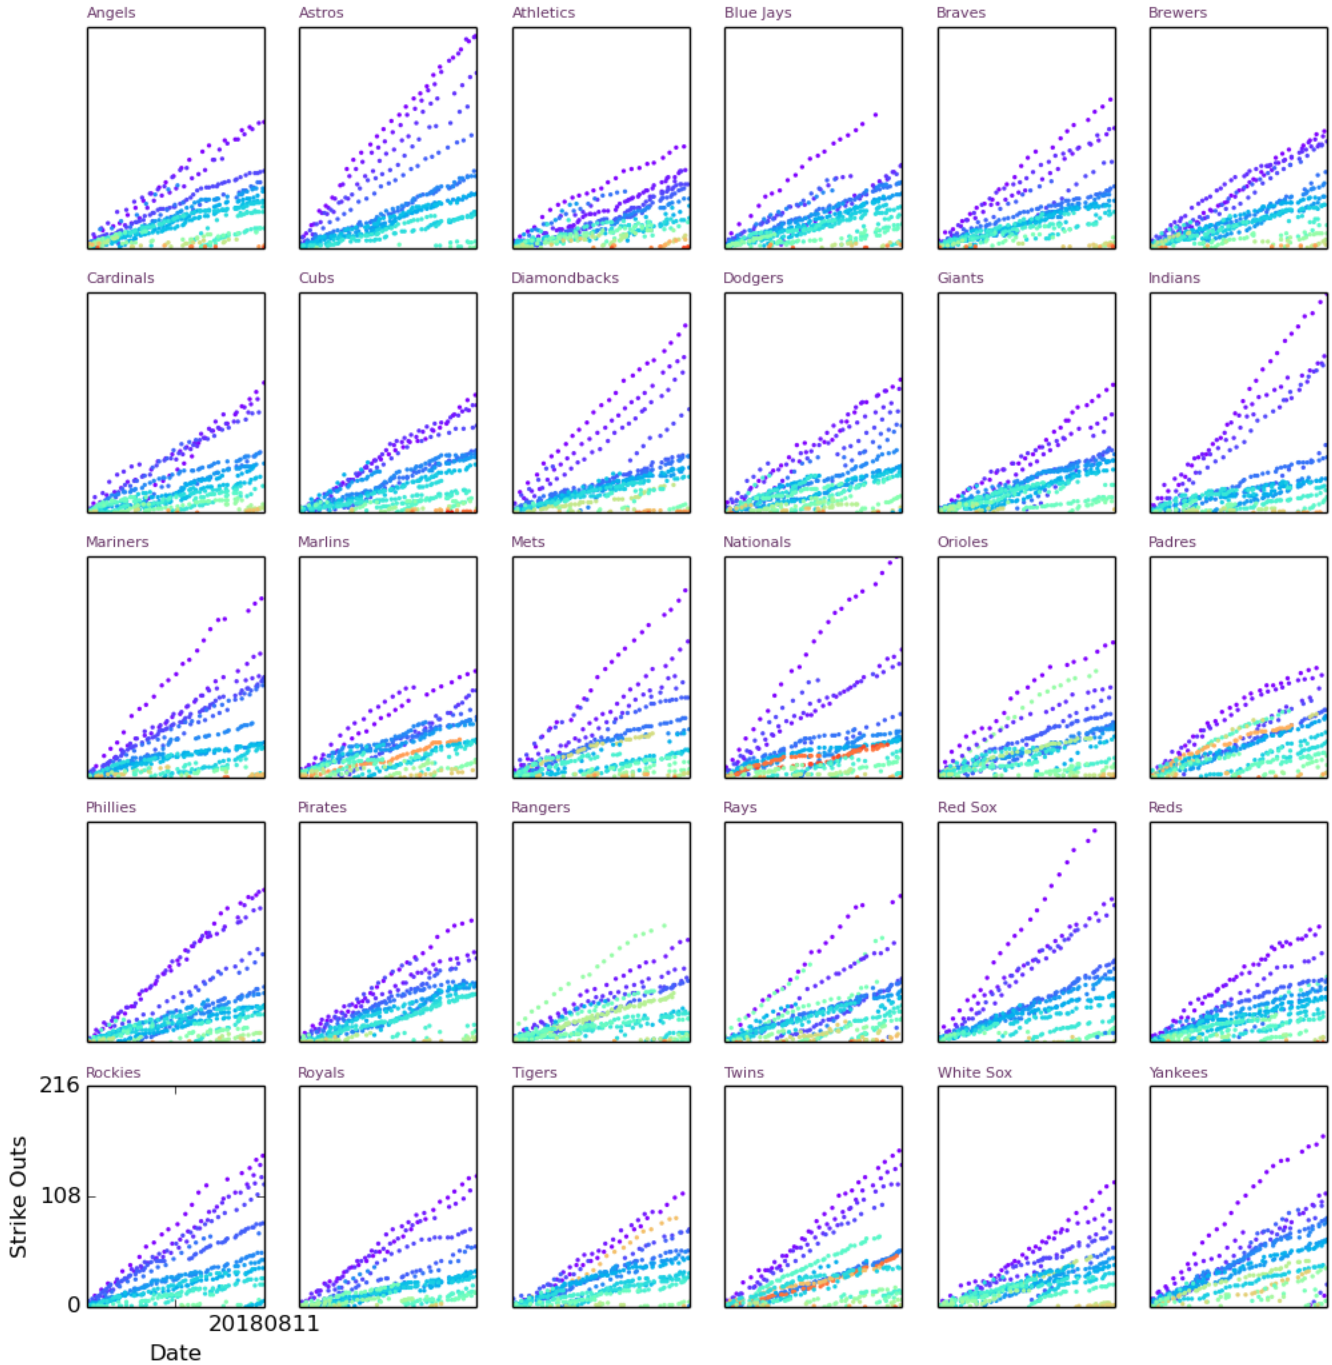 Angels Astros Athletics Blue Jays Braves Brewers
Cardinals Cubs Diamondbacks Dodgers Giants Indians
Mariners Marlins Mets Nationals Orioles Padres
Phillies Pirates Rangers Rays Red Sox Reds
Rockies Royals Tigers Twins White Sox Yankees
216
108
0
Strike Outs
20180811
Date